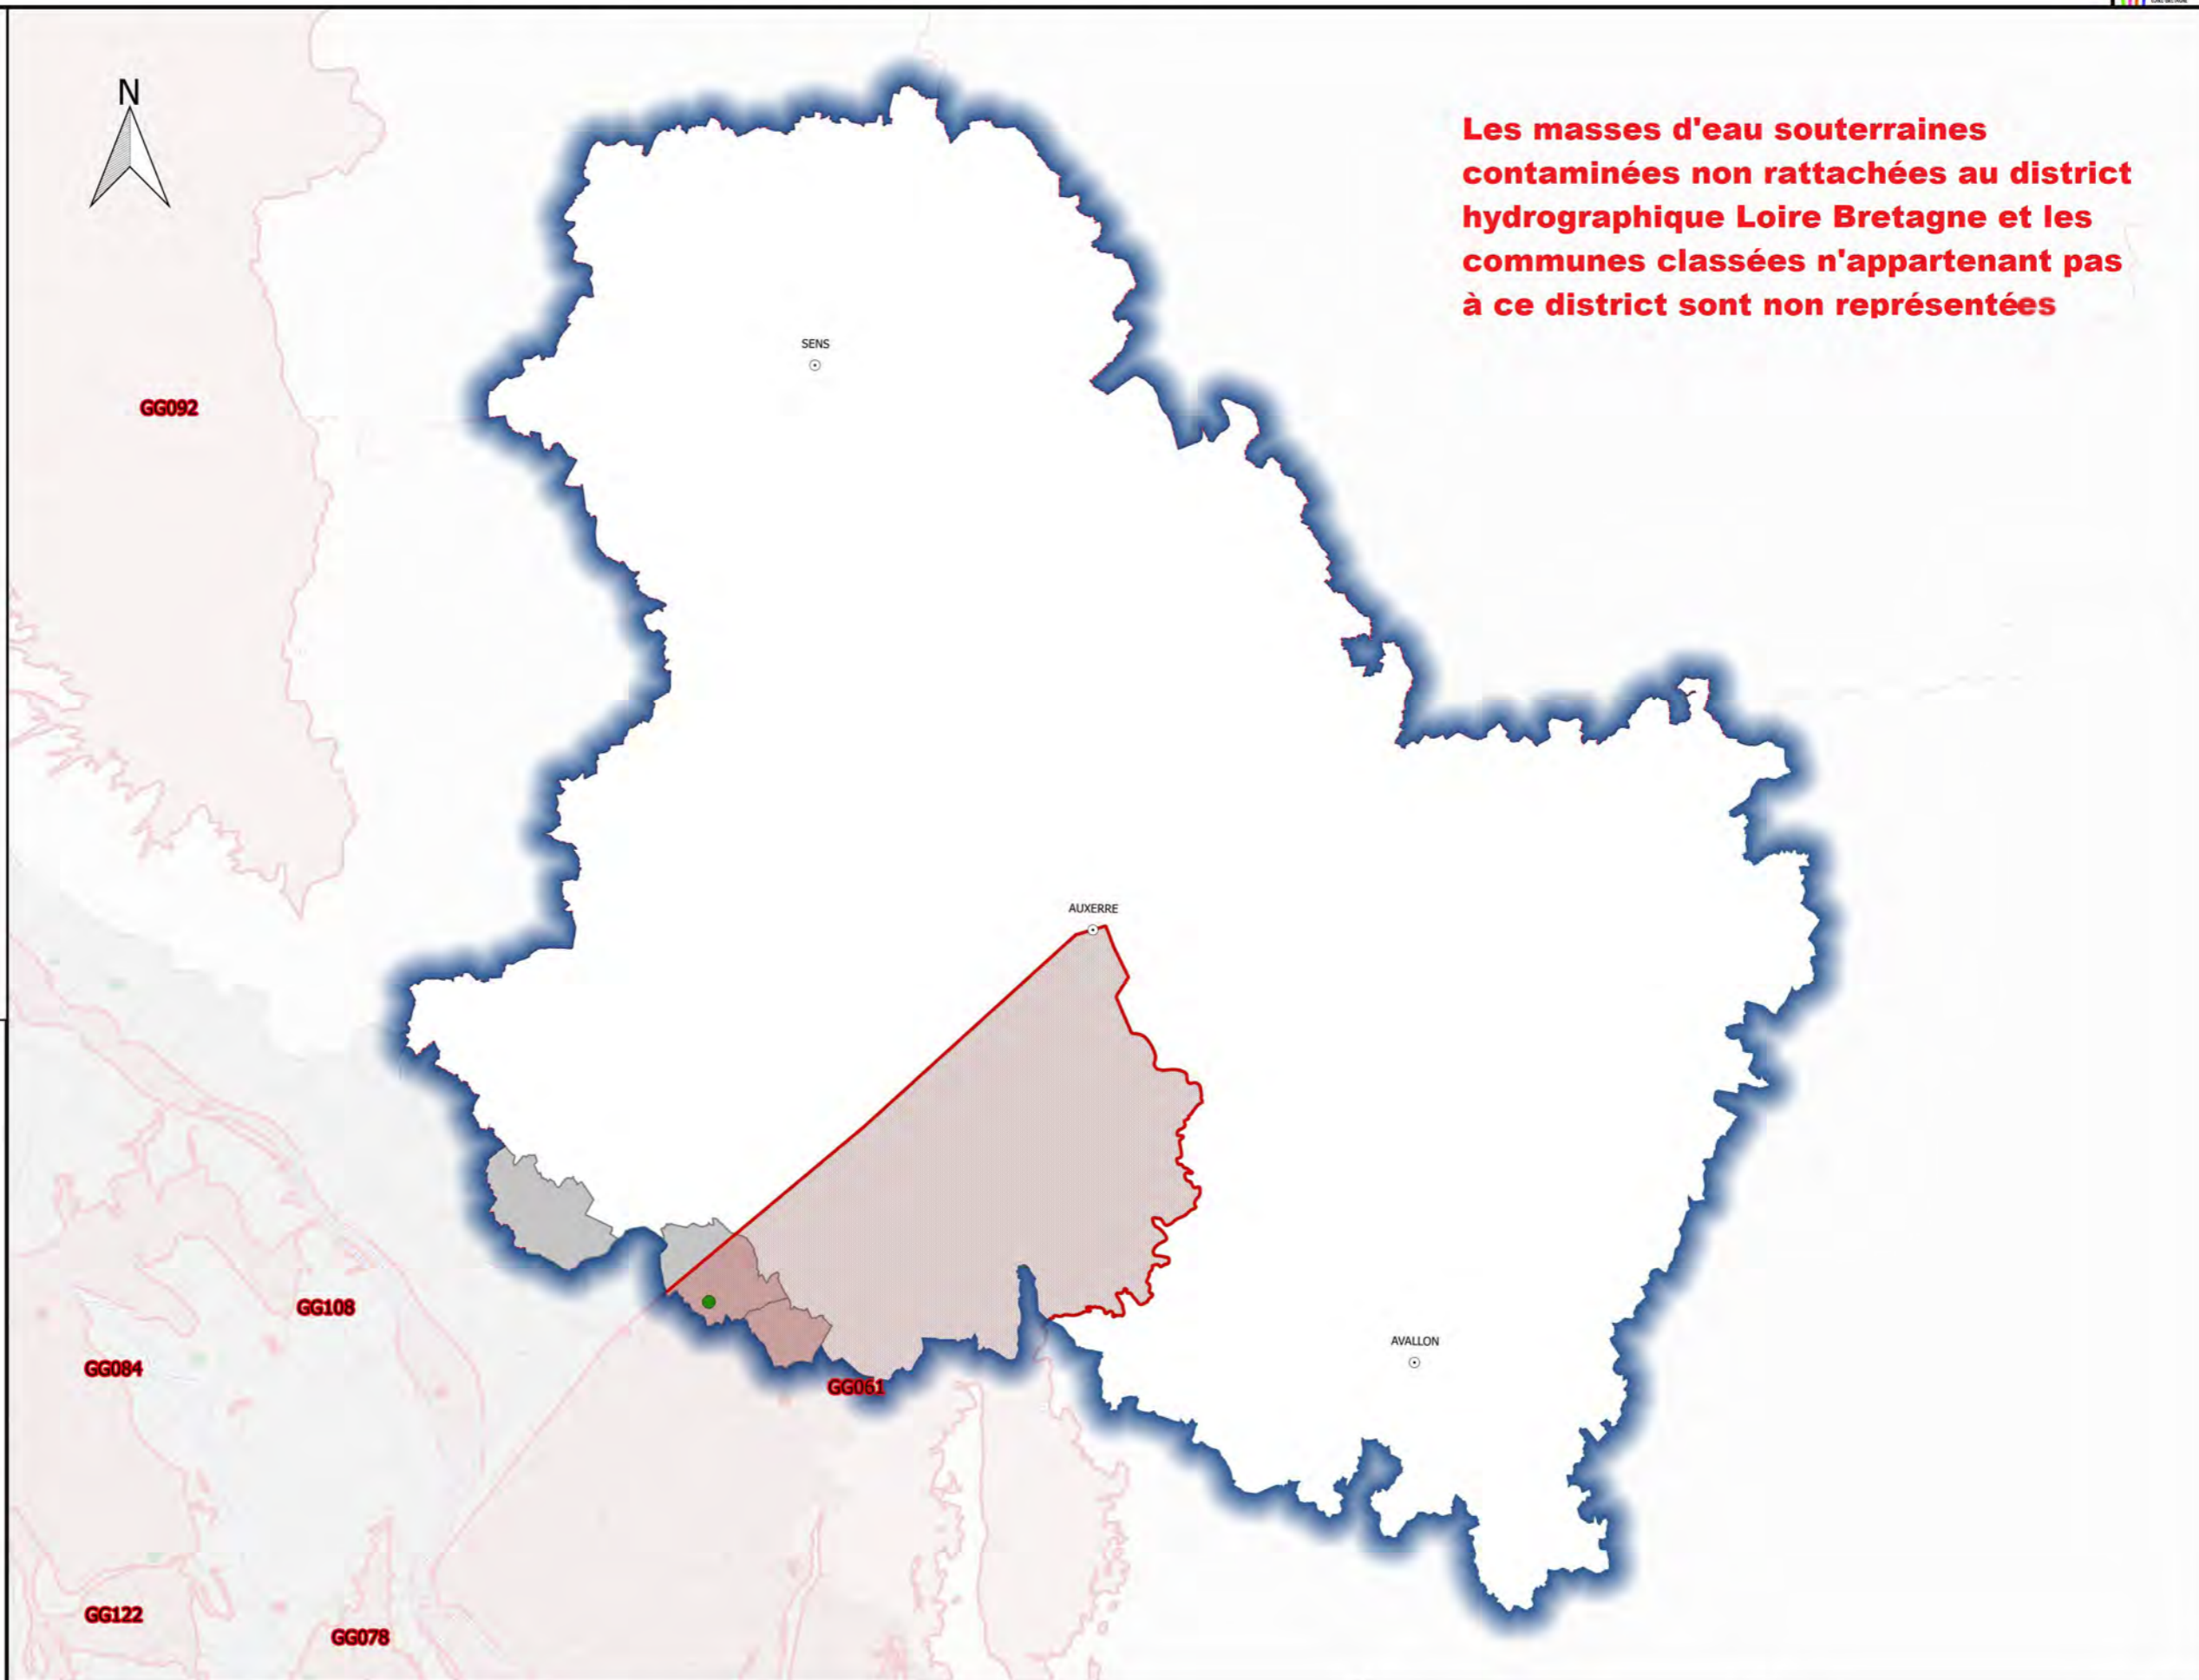 N
Les masses d'eau souterraines
contaminées non rattachées au district
hydrographique Loire Bretagne et les
communes classées n'appartenant pas
à ce district sont non représentées
SENS
GG092
AUXERRE
GG108
AVALLON
GG084
GG061
GG122
GG078